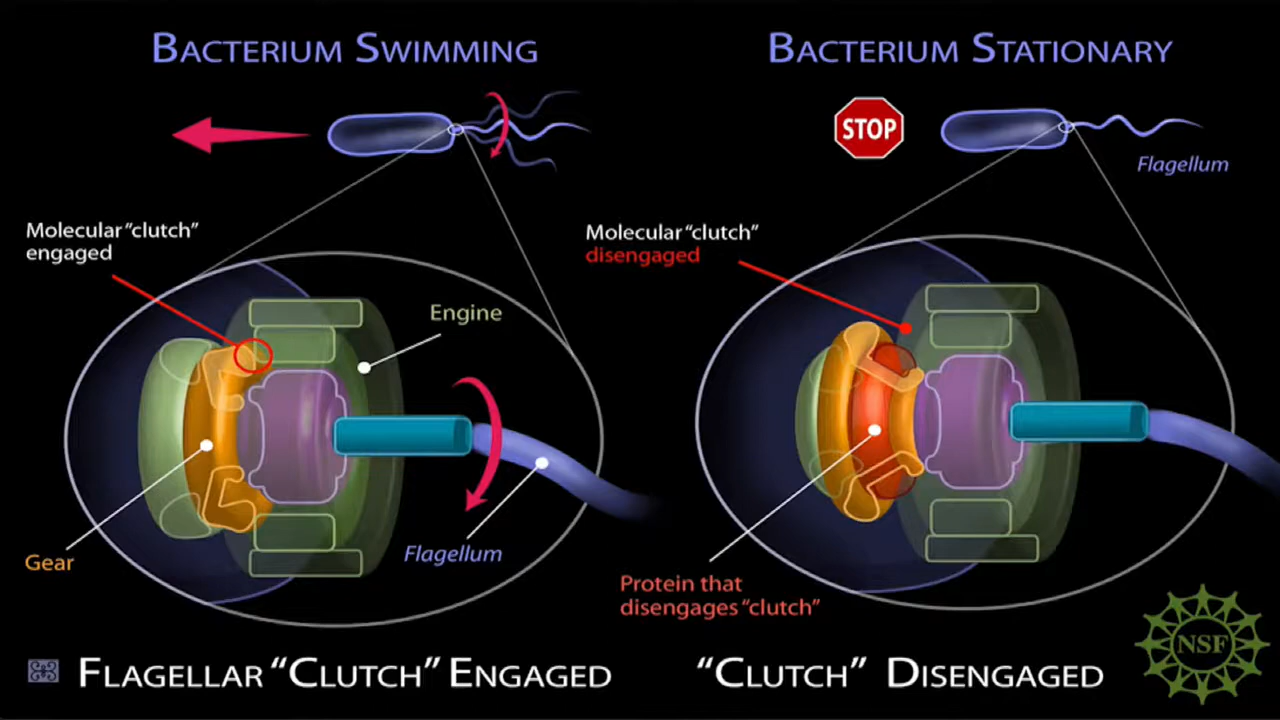 BACTERIUM SWIMMING
BACTERIUM STATIONARY
STOP
Flagellum
Molecular "clutch"
engaged
Molecular "clutch"
disengaged
Engine
Gear
Flagellum
Protein that
disengages "clutch"
NSF
FLAGELLAR "CLUTCH" ENGAGED
"CLUTCH" DISENGAGED